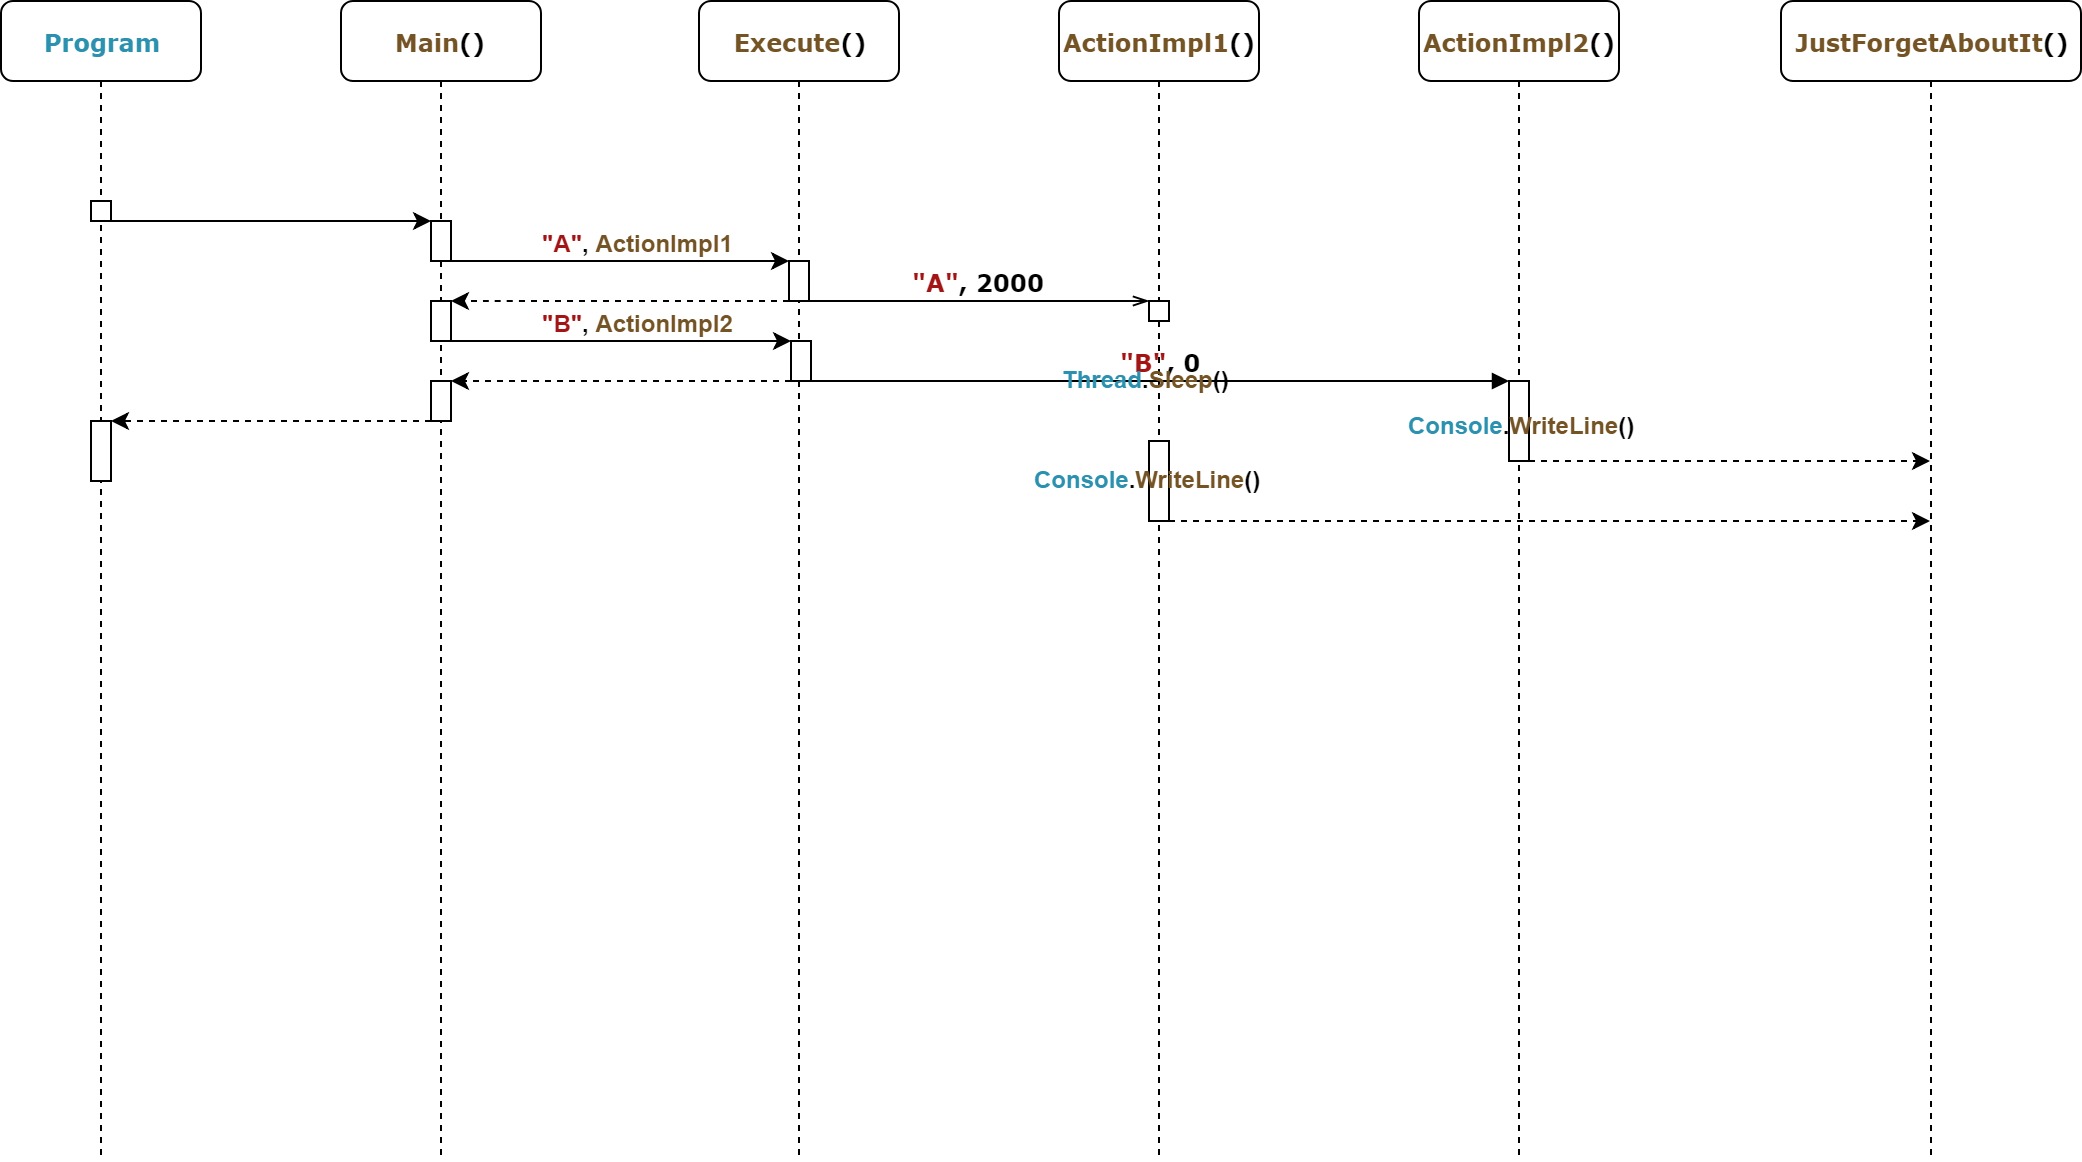 Program
Main()
Execute()
ActionImpl1()
ActionImpl2()
JustForgetAboutIt()
"A", ActionImpl1
"A", 2000
"B", ActionImpl2
"B", 0
Thread.Sleep()
Console.WriteLine()
Console.WriteLine()